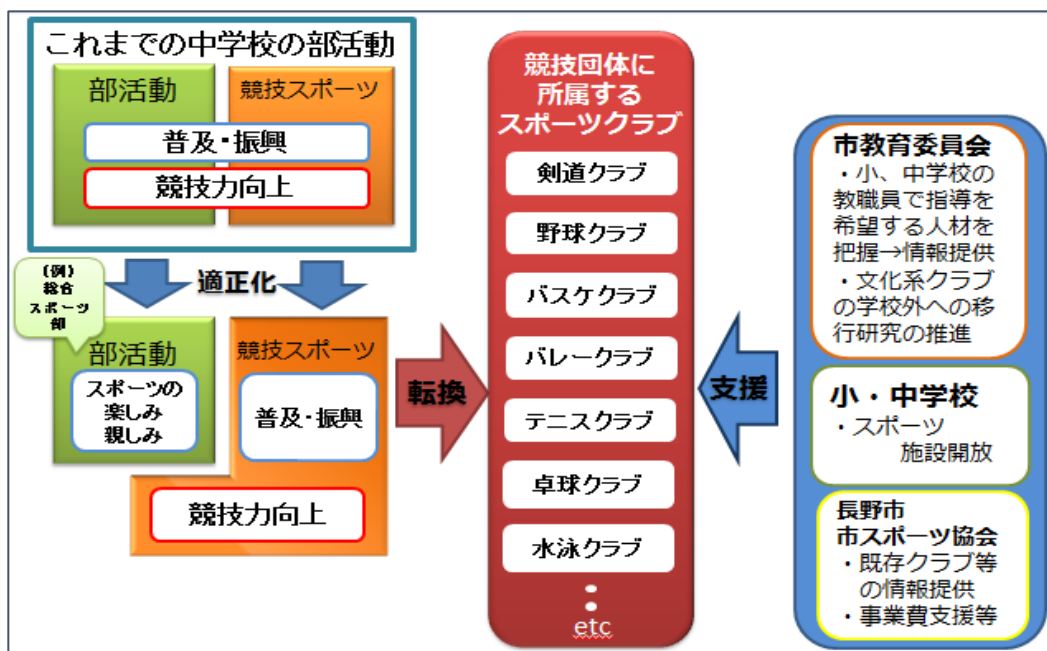 これまでの中学校の部活動
部活動
競技スポーツ
普及・振興
競技力向上
適正化
(例)
総合
スポーツ
部
部活動
スポーツの
楽しみ
親しみ
競技スポーツ
普及・振興
競技力向上
転換
競技団体に
所属する
スポーツクラブ
剣道クラブ
野球クラブ
バスケクラブ
バレークラブ
テニスクラブ
卓球クラブ
水泳クラブ
:
etc
支援
市教育委員会
・小、中学校の
教職員で指導を
希望する人材を
把握→情報提供
・文化系クラブ
の学校外への移
行研究の推進
小・中学校
・スポーツ
施設開放
長野市
市スポーツ協会
・既存クラブ等
の情報提供
・事業費支援等